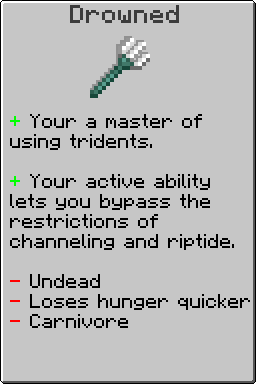 Drowned
+ Your a master of
using tridents.
+ Your active ability
lets you bypass the
restrictions of
channeling and riptide.
- Undead
- Loses hunger quicker
- Carnivore